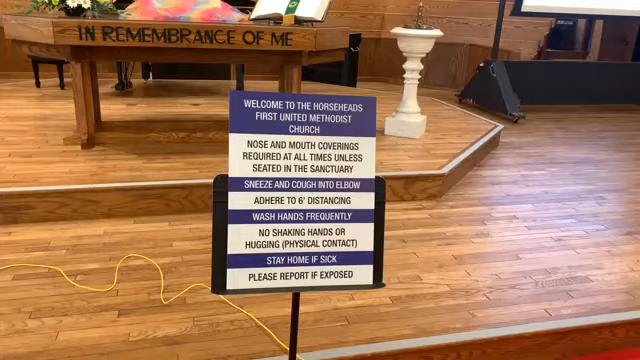 IN REMEMBRANCE OF ME
WELCOME TO THE HORSEHEADS
FIRST UNITED METHODIST
CHURCH
NOSE AND MOUTH COVERINGS
REQUIRED AT ALL TIMES UNLESS
SEATED IN THE SANCTUARY
SNEEZE AND COUGH INTO ELBOW
ADHERE TO 6' DISTANCING
WASH HANDS FREQUENTLY
NO SHAKING HANDS OR
HUGGING (PHYSICAL CONTACT)
STAY HOME IF SICK
PLEASE REPORT IF EXPOSED